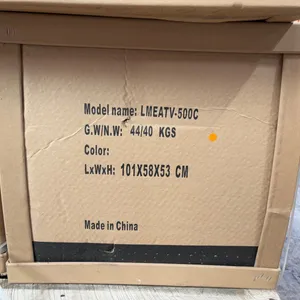 Model name: LMEATV-500C
G.W/N.W: 44/40 KGS
Color:
LxWxH: 101X58X53 CM
Made in China